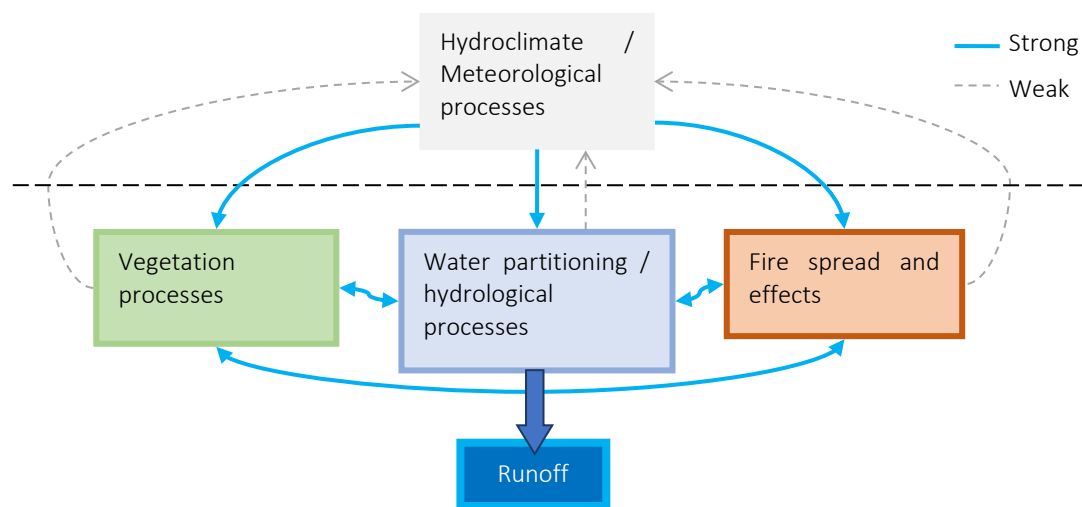 Hydroclimate /
Meteorological
processes
Strong
Weak
Vegetation
processes
Water partitioning /
hydrological
processes
Fire spread and
effects
Runoff